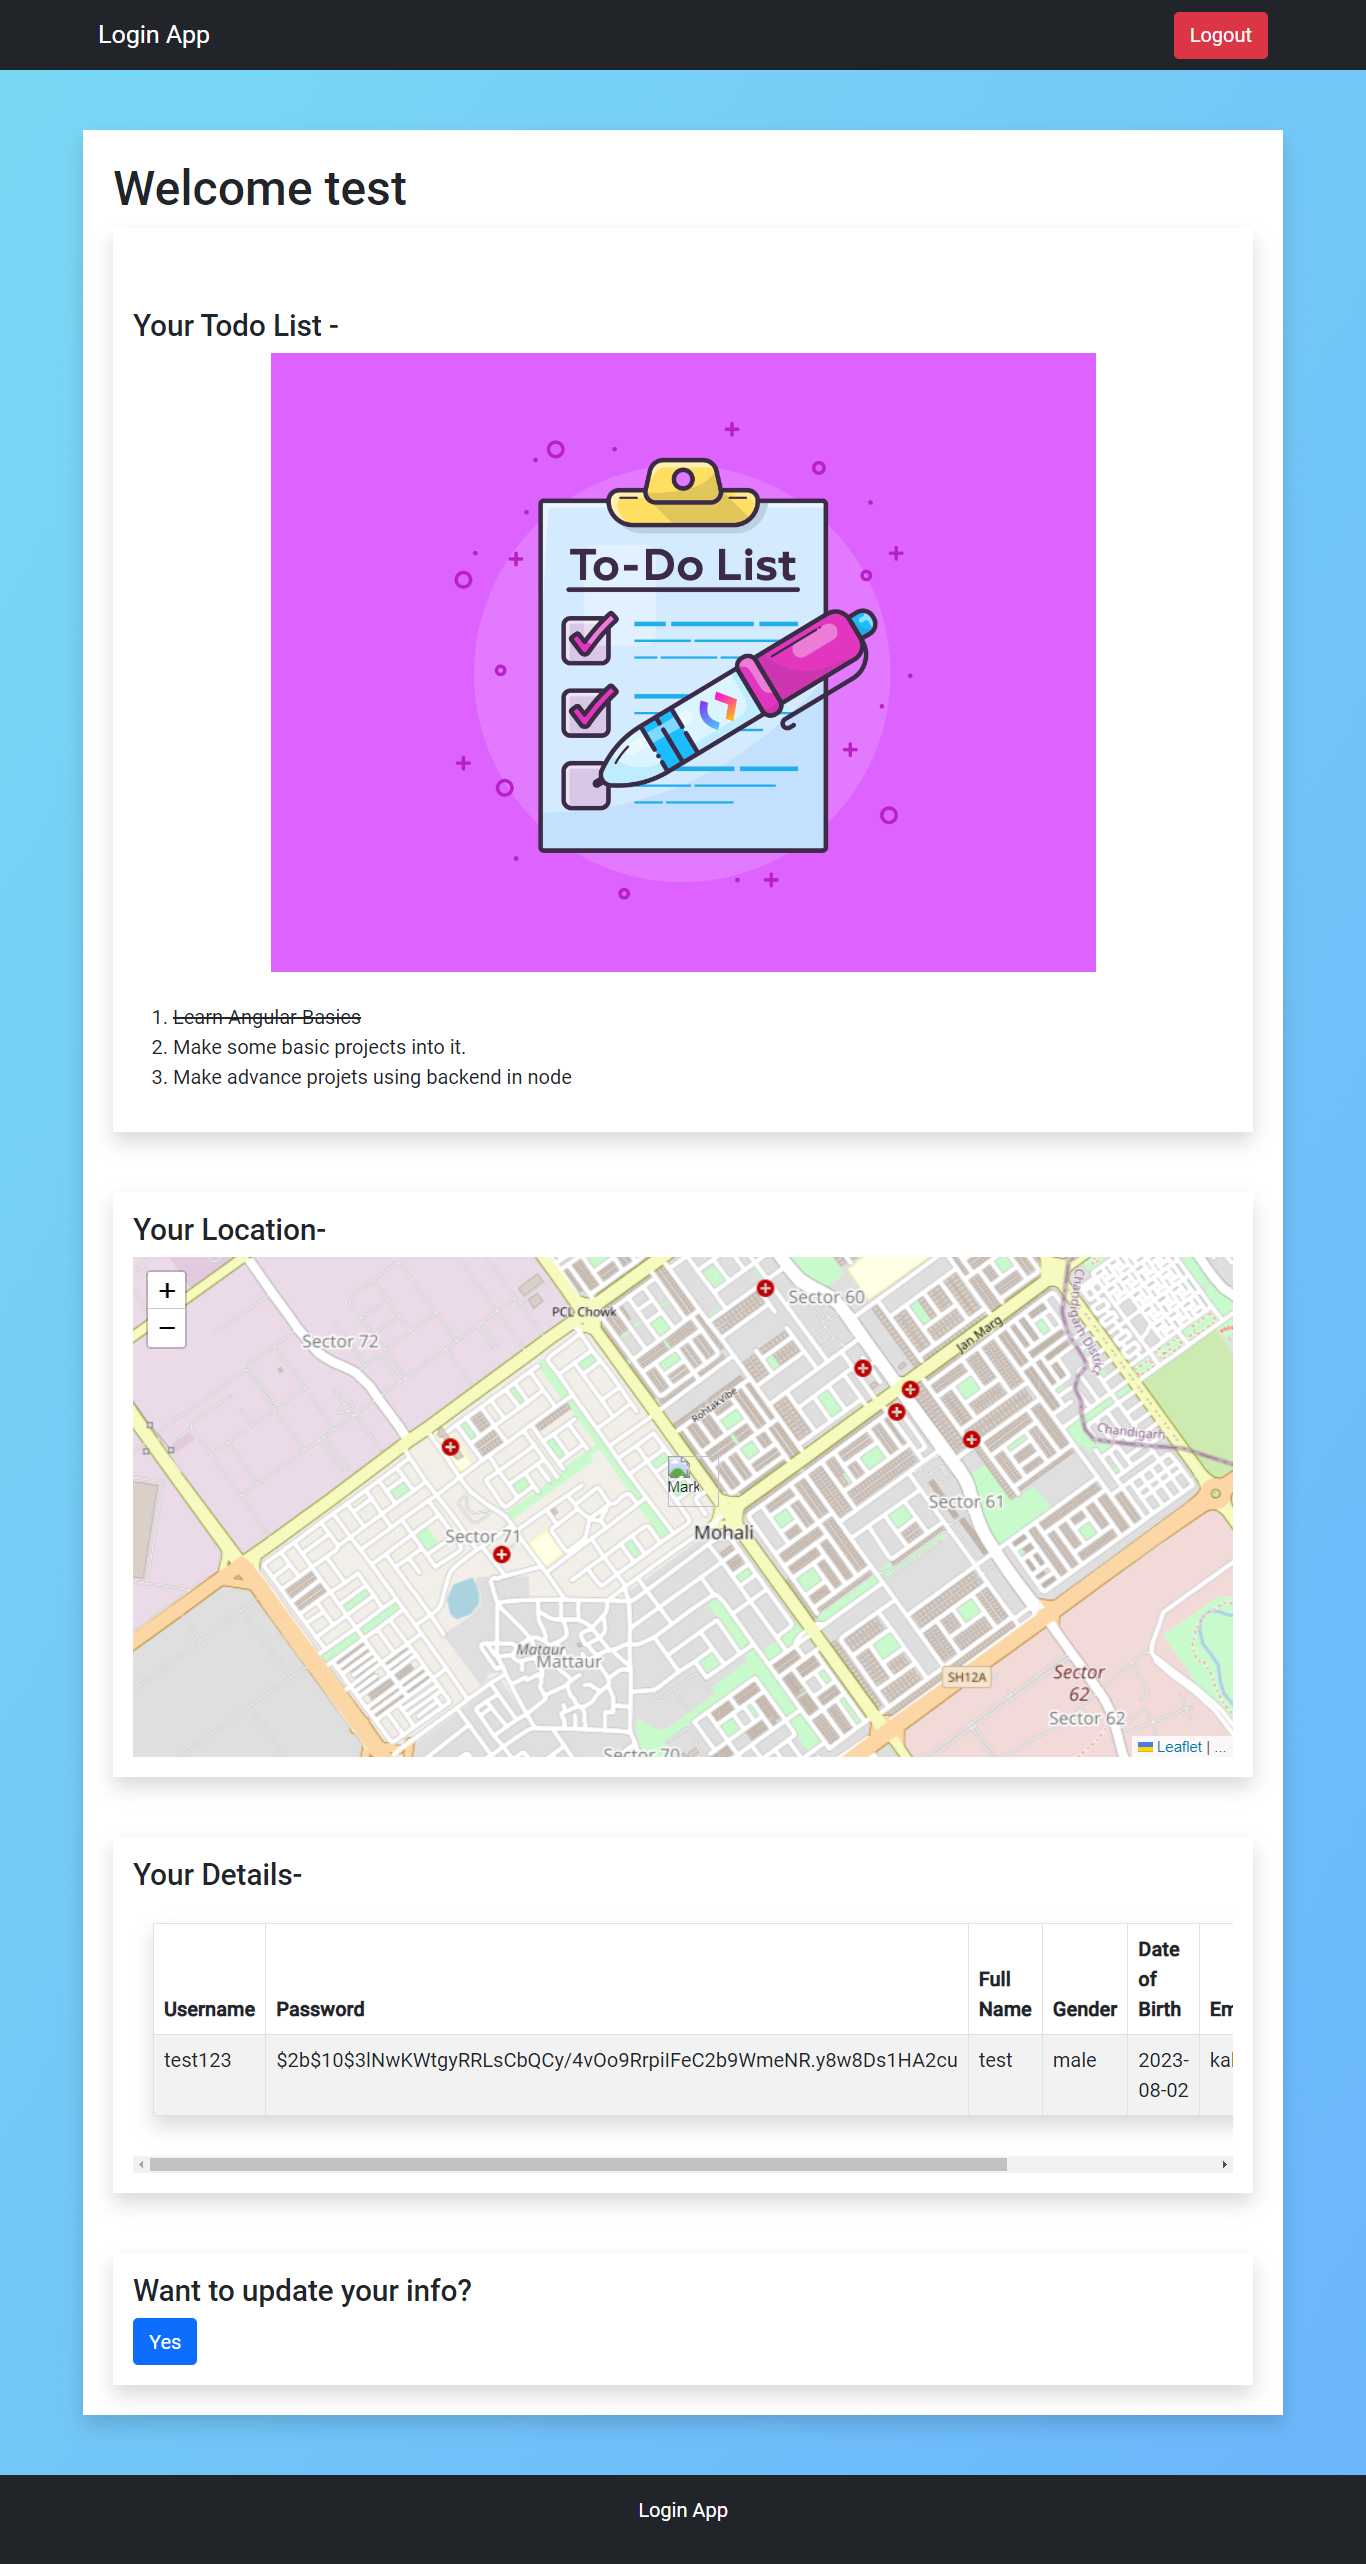 Login App
Logout
Welcome test
Your Todo List -
To-Do List
1. Learn Angular Basics
2. Make some basic projects into it.
3. Make advance projets using backend in node
Your Location-
+
−
Sector 72
PCL Chowk
Sector 60
Jan Marg
Chandigarh District
RohtakVibe
Chandigarh
Mark
Sector 71
Mohali
Sector 61
Mataur
Mattaur
SH12A
Sector
62
Sector 62
Sector 70
Leaflet | ...
Your Details-
Username Password Full Name Gender Date of Birth Em
test123 $2b$10$3lNwKWtgyRRLsCbQCy/4vOo9RrpiIFeC2b9WmeNR.y8w8Ds1HA2cu test male 2023-08-02 kal
Want to update your info?
Yes
Login App